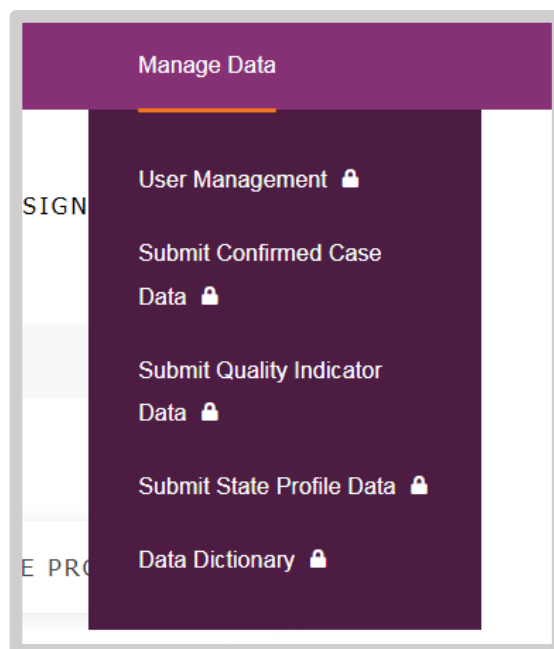 Manage Data
User Management
SIGN
Submit Confirmed Case
Data
Submit Quality Indicator
Data
Submit State Profile Data
E PRO
Data Dictionary